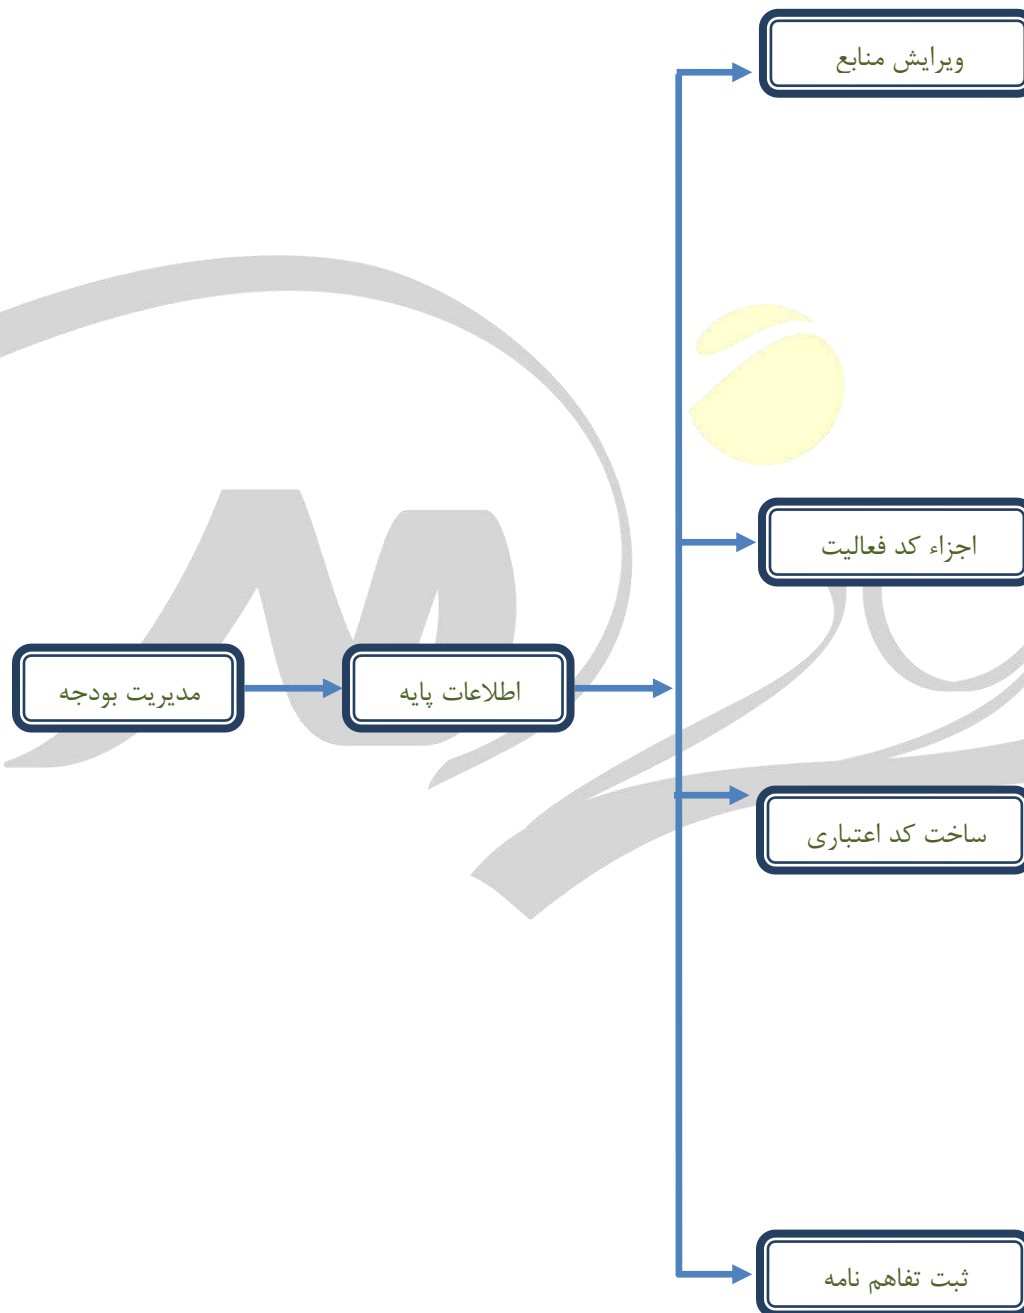 ویرایش منابع
اجزاء کد فعالیت
مدیریت بودجه
اطلاعات پایه
ساخت کد اعتباری
ثبت تفاهم نامه